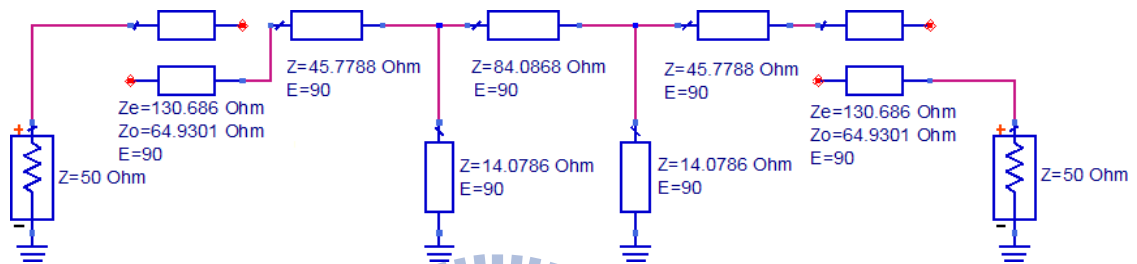 Z=45.7788 Ohm
E=90
Z=84.0868 Ohm
E=90
Z=45.7788 Ohm
E=90
Ze=130.686 Ohm
Zo=64.9301 Ohm
E=90
Ze=130.686 Ohm
Zo=64.9301 Ohm
E=90
+
Z=50 Ohm
-
Z=14.0786 Ohm
E=90
Z=14.0786 Ohm
E=90
+
Z=50 Ohm
-